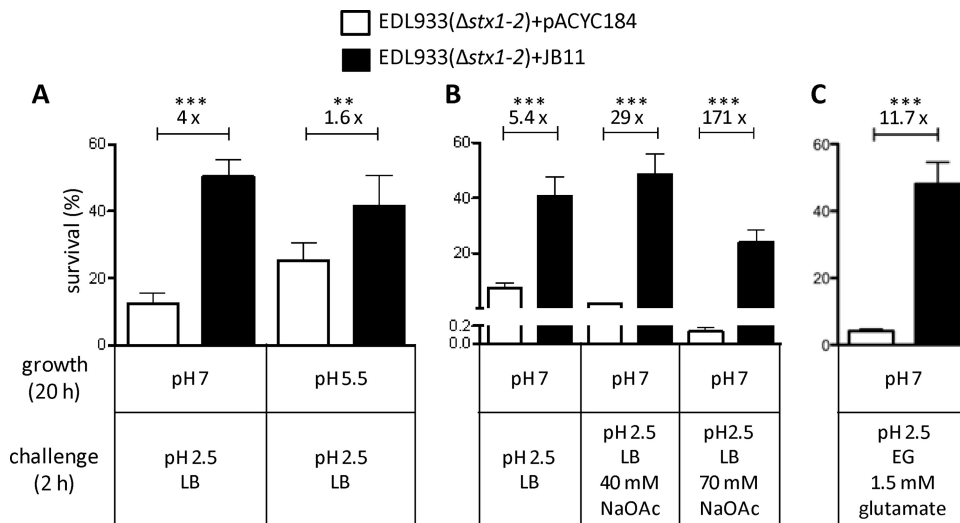 EDL933(Δstx1-2)+pACYC184
EDL933(Δstx1-2)+JB11
A
***
4 x
**
1.6 x
survival (%)
60
40
20
0
growth
(20 h)
pH 7
pH 5.5
challenge
(2 h)
pH 2.5
LB
pH 2.5
LB
B
***
5.4 x
***
29 x
***
171 x
60
40
20
0.2
0.0
pH 7
pH 7
pH 7
pH 2.5
LB
pH 2.5
LB
40 mM
NaOAc
pH2.5
LB
70 mM
NaOAc
C
***
11.7 x
60
40
20
0
pH 7
pH 2.5
EG
1.5 mM
glutamate